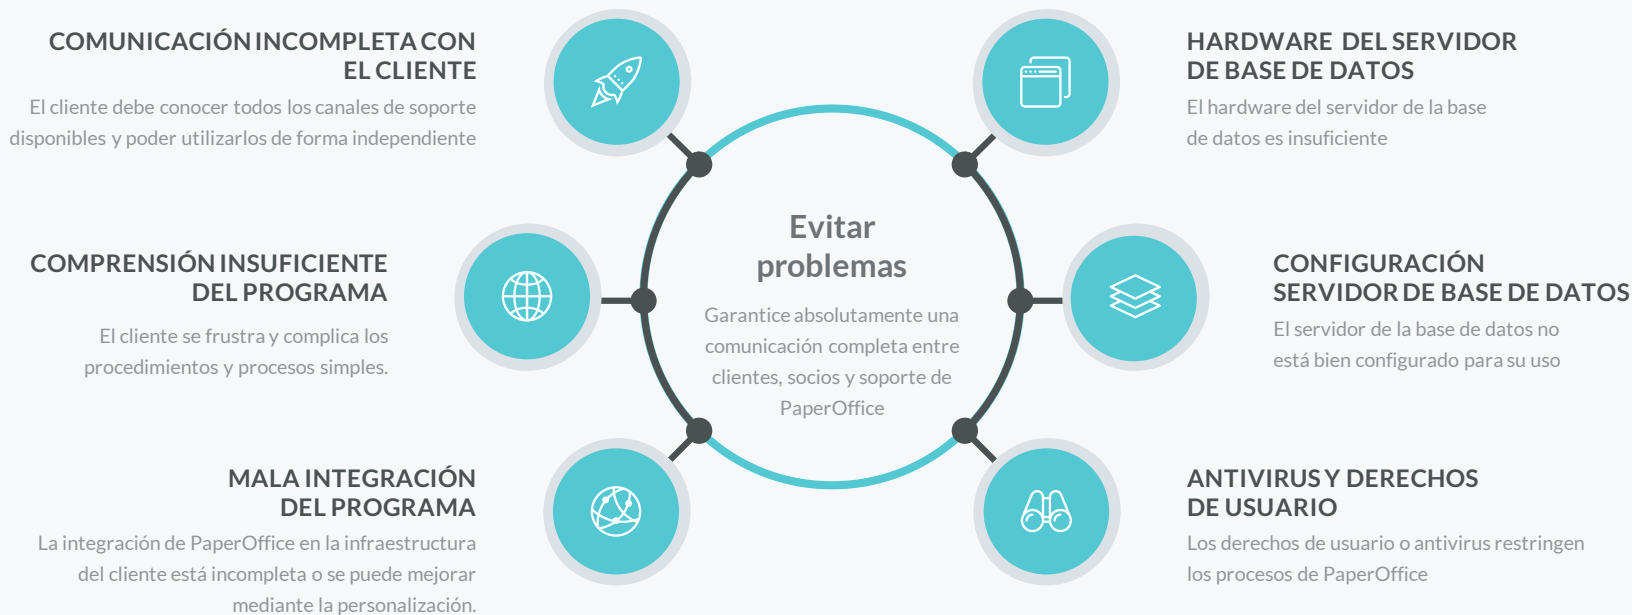 COMUNICACIÓN INCOMPLETA CON
EL CLIENTE
El cliente debe conocer todos los canales de soporte
disponibles y poder utilizarlos de forma independiente
COMPRENSIÓN INSUFICIENTE
DEL PROGRAMA
El cliente se frustra y complica los
procedimientos y procesos simples.
MALA INTEGRACIÓN
DEL PROGRAMA
La integración de PaperOffice en la infraestructura
del cliente está incompleta o se puede mejorar
mediante la personalización.
Evitar
problemas
Garantice absolutamente una
comunicación completa entre
clientes, socios y soporte de
PaperOffice
HARDWARE DEL SERVIDOR
DE BASE DE DATOS
El hardware del servidor de la base
de datos es insuficiente
CONFIGURACIÓN
SERVIDOR DE BASE DE DATOS
El servidor de la base de datos no
está bien configurado para su uso
ANTIVIRUS Y DERECHOS
DE USUARIO
Los derechos de usuario o antivirus restringen
los procesos de PaperOffice